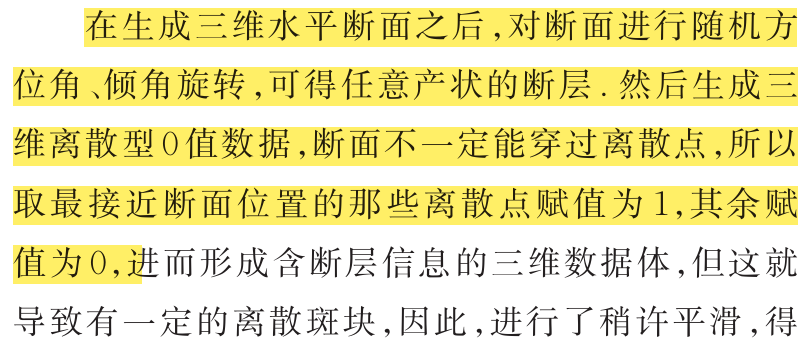 在生成三维水平断面之后,对断面进行随机方
位角、倾角旋转,可得任意产状的断层.然后生成三
维离散型0值数据,断面不一定能穿过离散点,所以
取最接近断面位置的那些离散点赋值为1,其余赋
值为0,进而形成含断层信息的三维数据体,但这就
导致有一定的离散斑块,因此,进行了稍许平滑,得